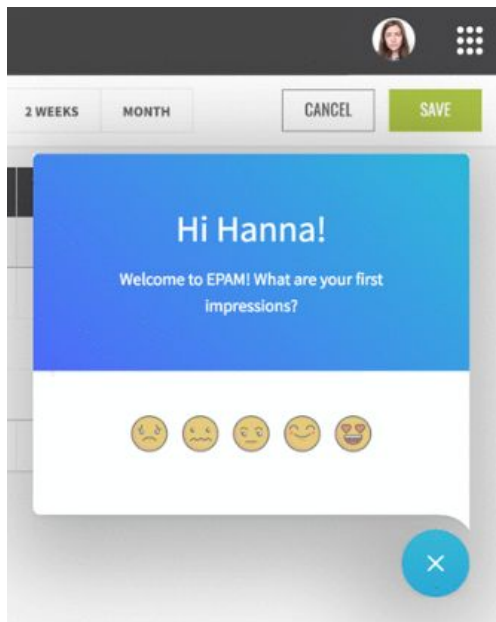 2 WEEKS MONTH CANCEL SAVE
Hi Hanna!
Welcome to EPAM! What are your first
impressions?